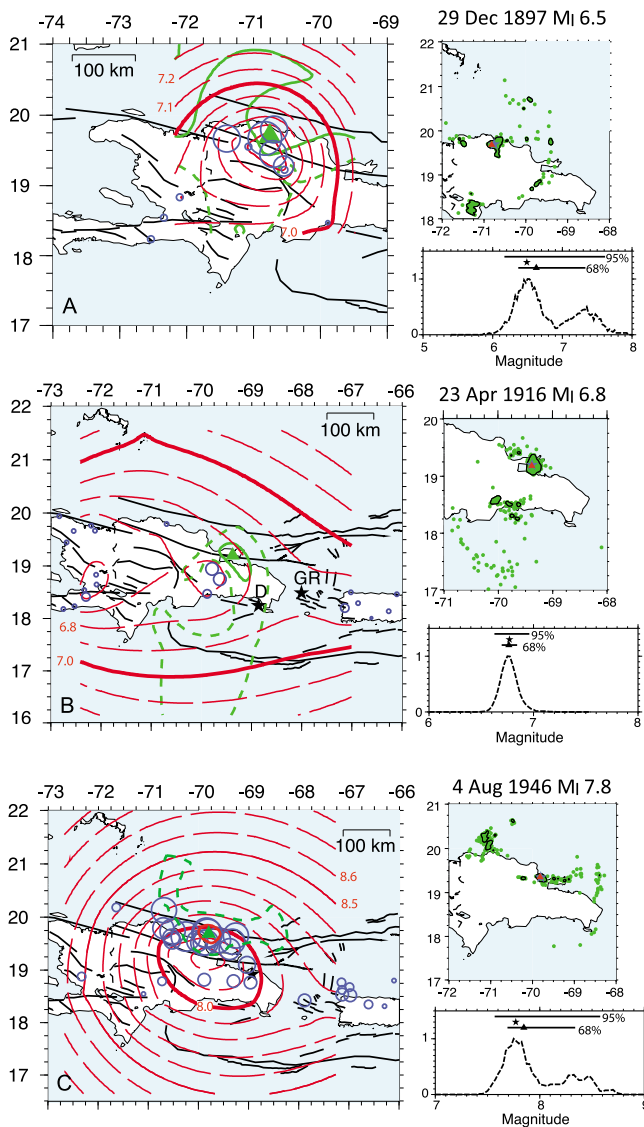 29 Dec 1897 MI 6.5
-74 -73 -72 -71 -70 -69
21
20
19
18
17
100 km
7.2
7.1
7.0
A
22
21
20
19
18
-72 -71 -70 -69 -68 -67
95%
68%
1
0
5 6 7 8
Magnitude
23 Apr 1916 MI 6.8
-73 -72 -71 -70 -69 -68 -67 -66
22
21
20
19
18
17
16
100 km
GR
D
6.8
7.0
B
20
19
18
17
-71 -70 -69 -68 -67
95%
68%
1
0
6 7 8
Magnitude
4 Aug 1946 MI 7.8
-73 -72 -71 -70 -69 -68 -67 -66
22
21
20
19
18
17
100 km
8.6
8.5
8.0
C
21
20
19
18
17
-72 -71 -70 -69 -68
95%
68%
1
0
7 8 9
Magnitude